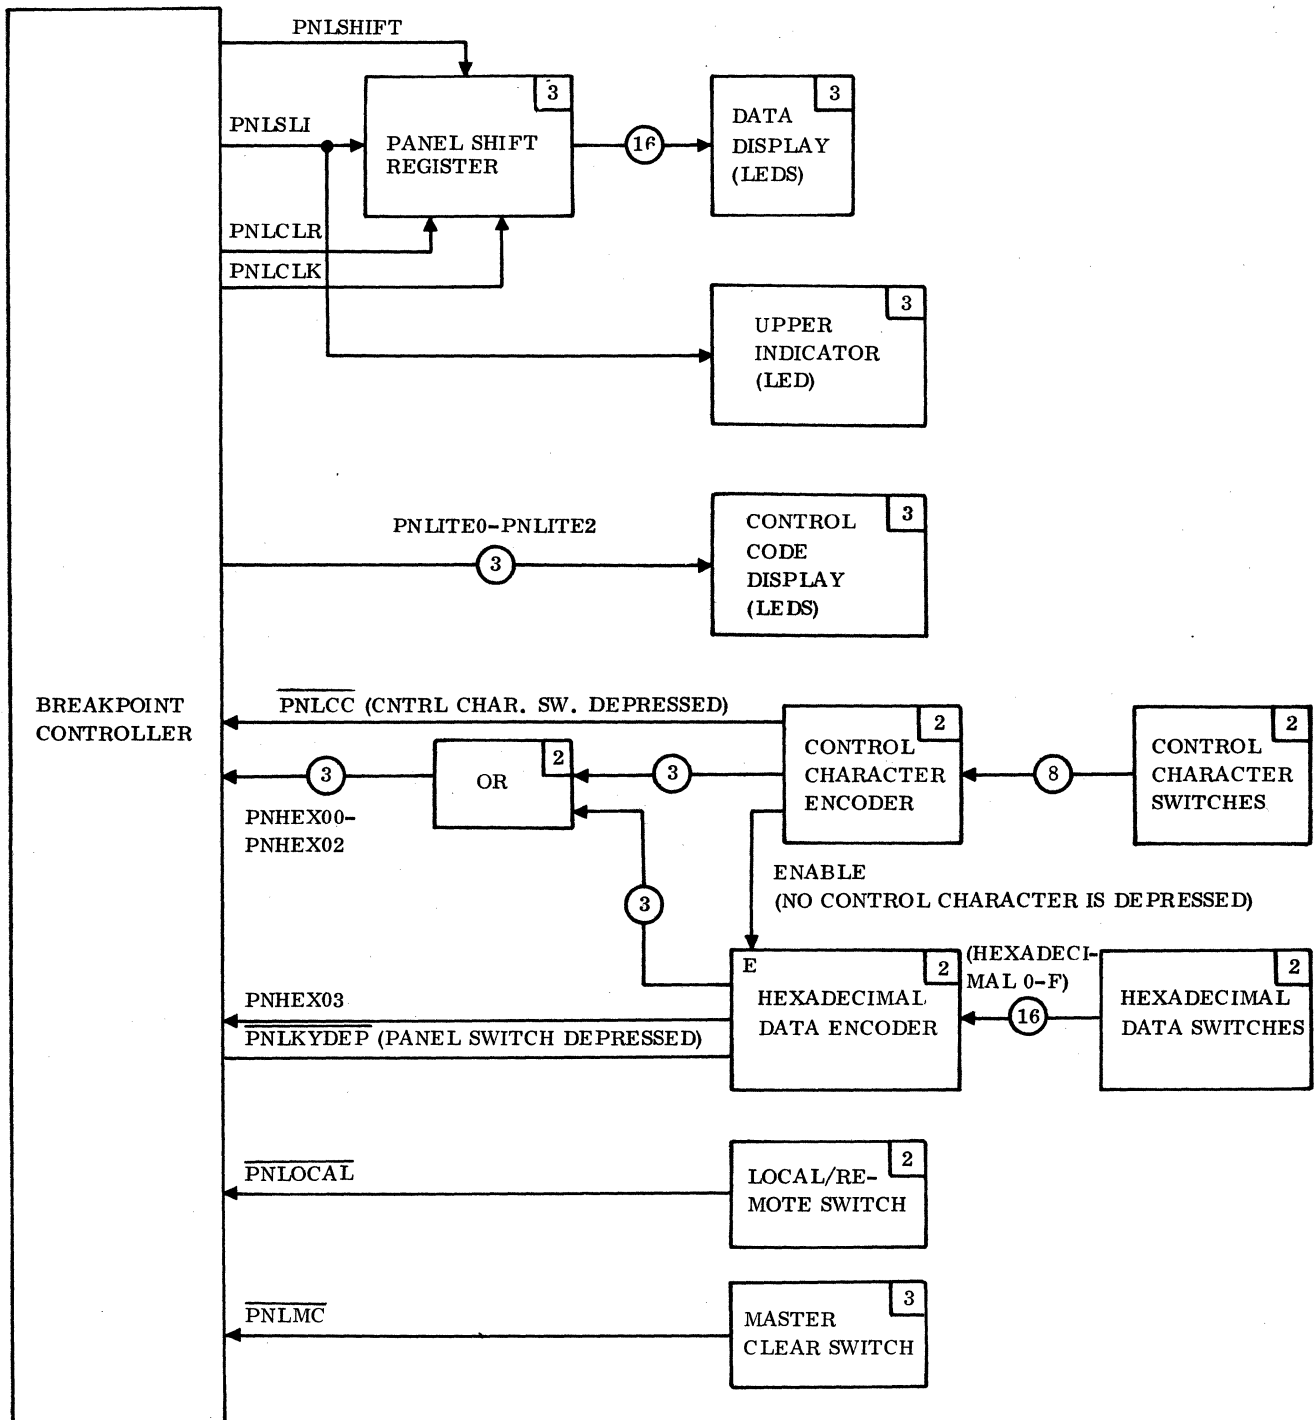 PNLSHIFT
3
PNLSLI
PANEL SHIFT
REGISTER
16
3
DATA
DISPLAY
(LEDS)
PNLCLR
PNLCLK
3
UPPER
INDICATOR
(LED)
PNLITE0-PNLITE2
3
3
CONTROL
CODE
DISPLAY
(LEDS)
BREAKPOINT
CONTROLLER
PNLCC (CNTRL CHAR. SW. DEPRESSED)
3
PNHEX00-
PNHEX02
2
OR
3
2
CONTROL
CHARACTER
ENCODER
8
2
CONTROL
CHARACTER
SWITCHES
ENABLE
(NO CONTROL CHARACTER IS DEPRESSED)
3
PNHEX03
PNLKYDEP (PANEL SWITCH DEPRESSED)
E
2
HEXADECIMAL
DATA ENCODER
(HEXADECI-
MAL 0-F)
16
2
HEXADECIMAL
DATA SWITCHES
PNLOCAL
2
LOCAL/RE-
MOTE SWITCH
PNLMC
3
MASTER
CLEAR SWITCH